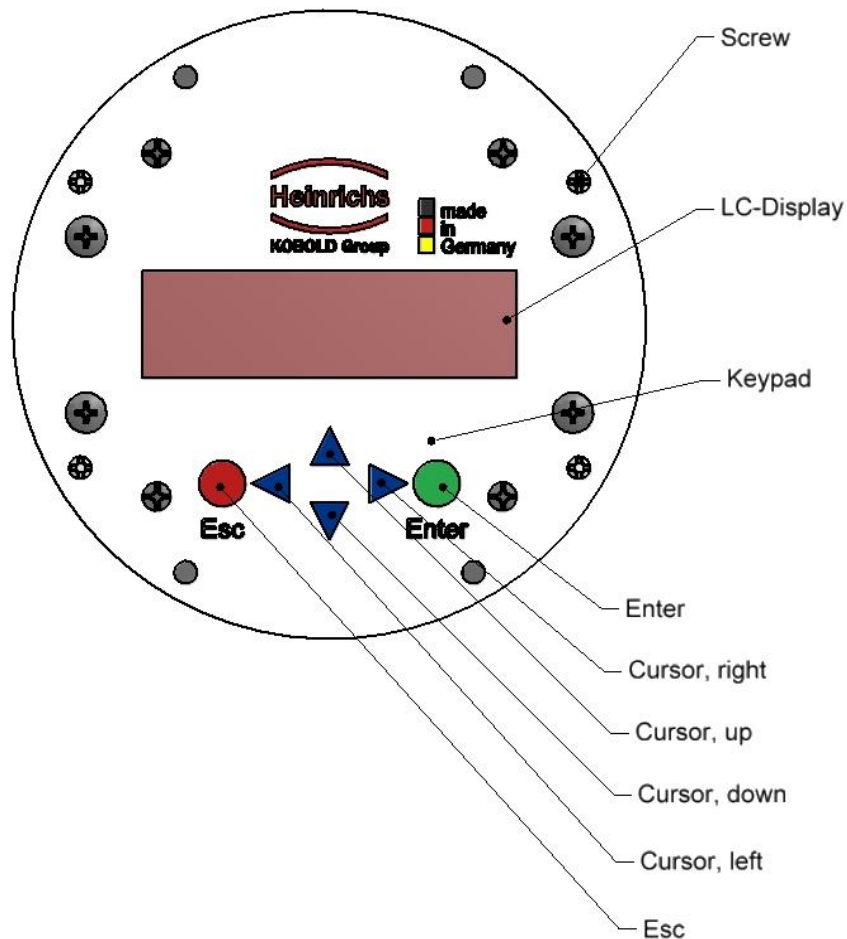 Screw
Heinrichs
KOBOLD Group
made
in
Germany
LC-Display
Keypad
Esc
Enter
Enter
Cursor, right
Cursor, up
Cursor, down
Cursor, left
Esc